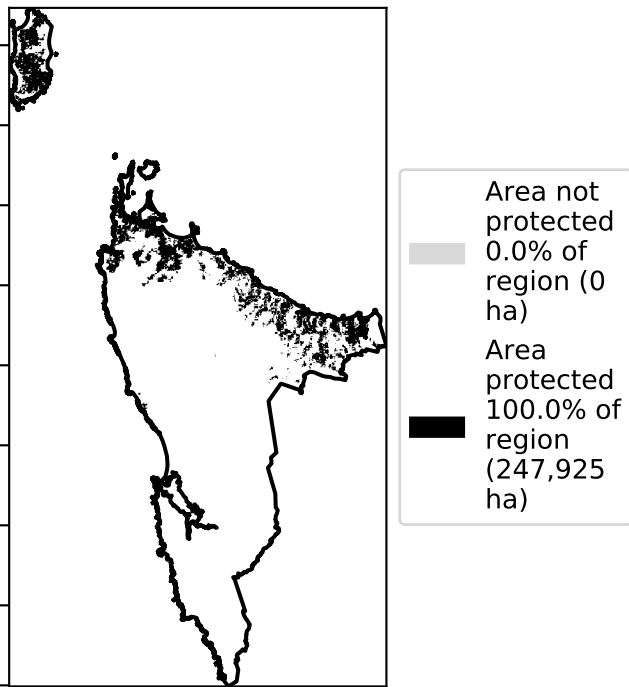 Area not
protected
0.0% of
region (0
ha)
Area
protected
100.0% of
region
(247,925
ha)